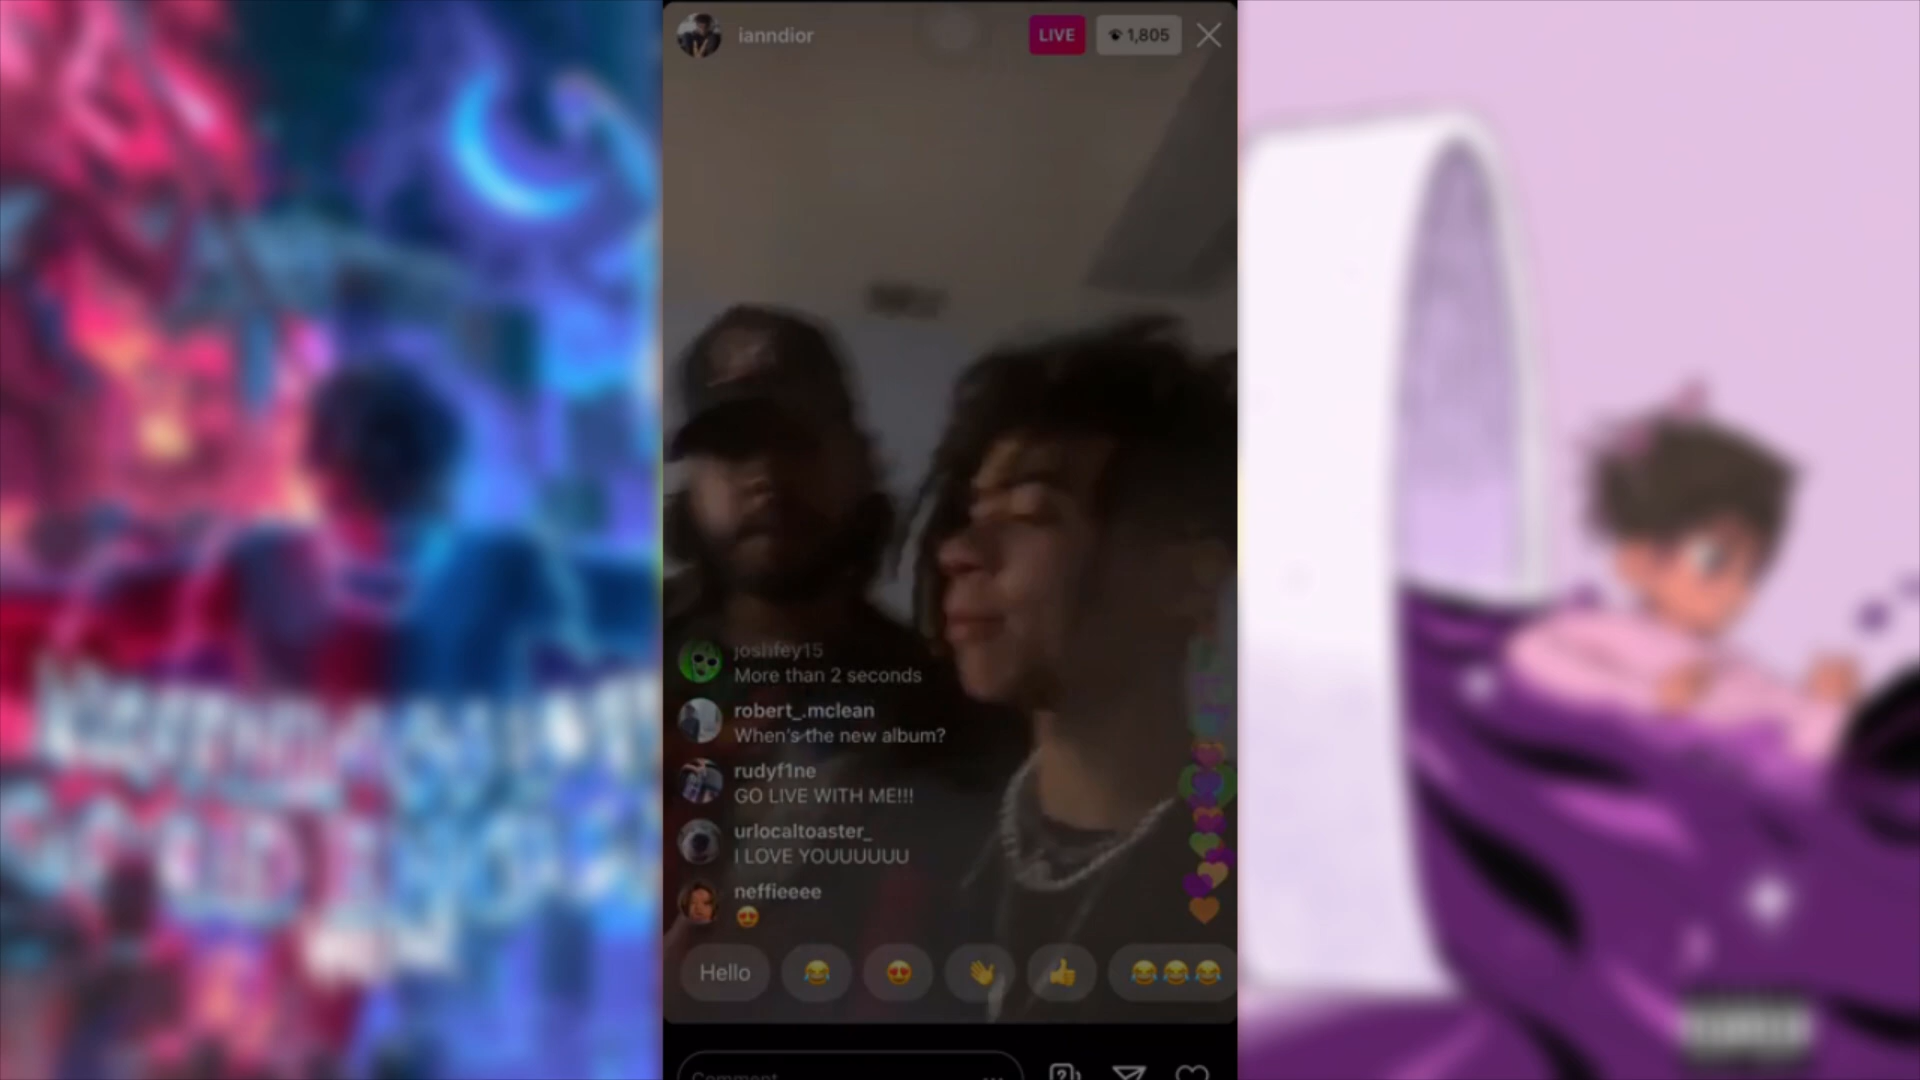 ianndior
LIVE
1,805
joshfey15
More than 2 seconds
robert_.mclean
When's the new album?
rudyf1ne
GO LIVE WITH ME!!!
urlocaltoaster_
I LOVE YOUUUUUU
neffieeee
😍
Hello
😂
😍
👋
👍
😂😂😂
Comment
...